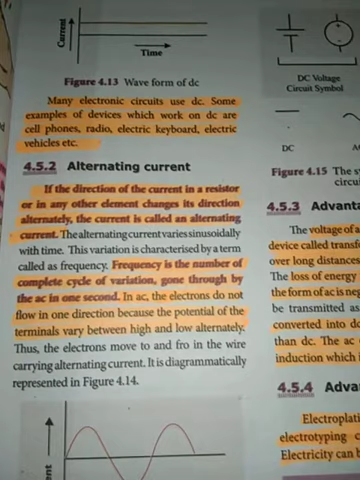 Current
Time
Figure 4.13 Wave form of dc
Many electronic circuits use dc. Some
examples of devices which work on dc are
cell phones, radio, electric keyboard, electric
vehicles etc.
4.5.2 Alternating current
If the direction of the current in a resistor
or in any other element changes its direction
alternately, the current is called an alternating
current. The alternating current varies sinusoidally
with time. This variation is characterised by a term
called as frequency. Frequency is the number of
complete cycle of variation, gone through by
the ac in one second. In ac, the electrons do not
flow in one direction because the potential of the
terminals vary between high and low alternately.
Thus, the electrons move to and fro in the wire
carrying alternating current. It is diagrammatically
represented in Figure 4.14.
DC Voltage
Circuit Symbol
DC
Figure 4.15 The
4.5.3
The voltage of a
device called
over long distances
The loss of energy
the form of ac is
be transmitted as
converted into
than dc. The ac
induction which
4.5.4
electrotyping
Electricity can